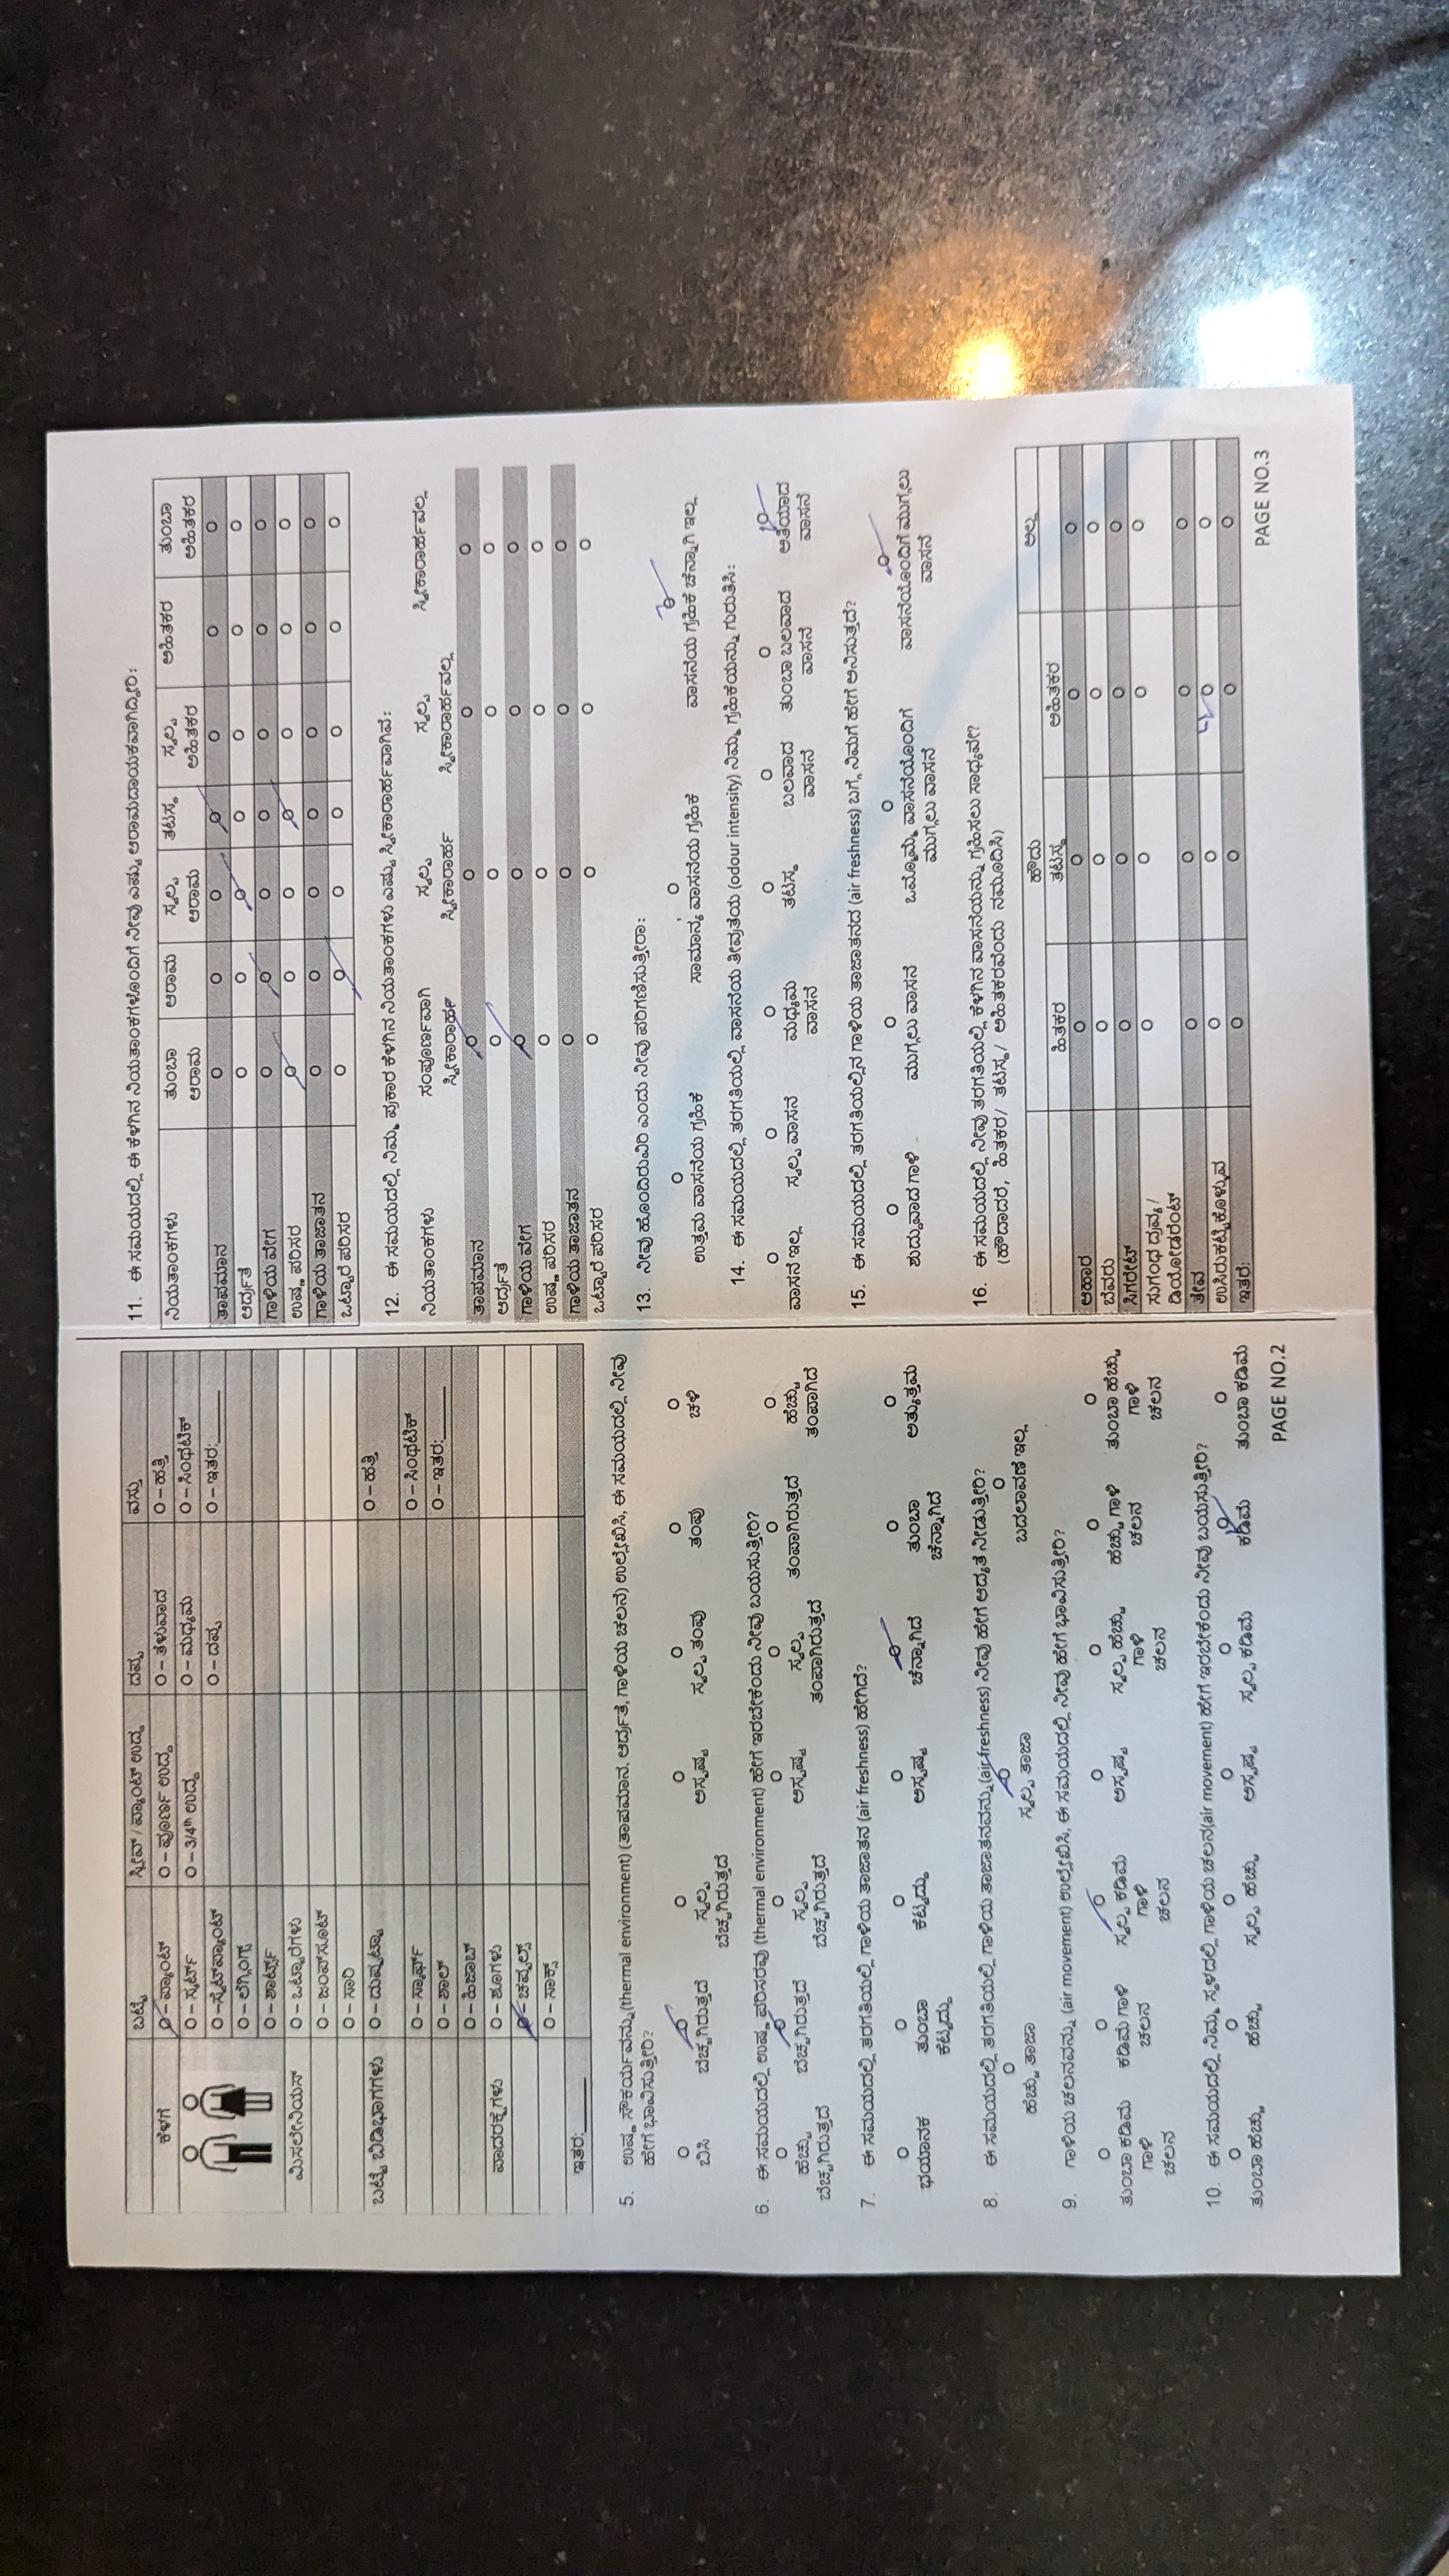 ಬಟ್ಟೆ ಸ್ಲೀವ್ / ಪ್ಯಾಂಟ್ ಉದ್ದ ದಪ್ಪ ವಸ್ತು
ಕೆಳಗೆ O – ಪ್ಯಾಂಟ್ O – ಪೂರ್ಣ ಉದ್ದ O – ತೆಳುವಾದ O – ಹತ್ತಿ
O – ಸ್ಕರ್ಟ್ O – 3/4th ಉದ್ದ O – ಮಧ್ಯಮ O – ಸಿಂಥೆಟಿಕ್
O – ಸ್ವೆಟ್‌ಪ್ಯಾಂಟ್ O – ದಪ್ಪ O – ಇತರ:____
O – ಲೆಗ್ಗಿಂಗ್ಸ್
O – ಶಾರ್ಟ್ಸ್
ಮಿಸಲೇನಿಯಸ್ O – ಒಟ್ಟಾರೆಗಳು
O – ಜಂಪ್‌ಸೂಟ್
O – ಸಾರಿ
ಬಟ್ಟೆ ಬಿಡಿಭಾಗಗಳು O – ದುಪ್ಪಟ್ಟಾ O – ಹತ್ತಿ
O – ಸ್ಕಾರ್ಫ್ O – ಸಿಂಥೆಟಿಕ್
O – ಶಾಲ್ O – ಇತರ:____
O – ಹಿಜಾಬ್
ಪಾದರಕ್ಷೆಗಳು O – ಶೂಗಳು
O – ಚಪ್ಪಲ್ಸ್
O – ಸಾಕ್ಸ್
ಇತರ:____
5. ಉಷ್ಣ ಸೌಕರ್ಯವನ್ನು (thermal environment) (ತಾಪಮಾನ, ಆರ್ದ್ರತೆ, ಗಾಳಿಯ ಚಲನೆ) ಉಲ್ಲೇಖಿಸಿ, ಈ ಸಮಯದಲ್ಲಿ ನೀವು
ಹೇಗೆ ಭಾವಿಸುತ್ತೀರಿ?
O O O O O O O
ಬಿಸಿ ಬೆಚ್ಚಗಿರುತ್ತದೆ ಸ್ವಲ್ಪ ಅಸ್ಪಷ್ಟ ಸ್ವಲ್ಪ ತಂಪು ತಂಪು ಚಳಿ
ಬೆಚ್ಚಗಿರುತ್ತದೆ
6. ಈ ಸಮಯದಲ್ಲಿ ಉಷ್ಣ ಪರಿಸರವು (thermal environment) ಹೇಗೆ ಇರಬೇಕೆಂದು ನೀವು ಬಯಸುತ್ತೀರಿ?
O O O O O O O
ಹೆಚ್ಚು ಬೆಚ್ಚಗಿರುತ್ತದೆ ಸ್ವಲ್ಪ ಅಸ್ಪಷ್ಟ ಸ್ವಲ್ಪ ತಂಪಾಗಿರುತ್ತದೆ ಹೆಚ್ಚು
ಬೆಚ್ಚಗಿರುತ್ತದೆ ಬೆಚ್ಚಗಿರುತ್ತದೆ ತಂಪಾಗಿರುತ್ತದೆ ತಂಪಾಗಿದೆ
7. ಈ ಸಮಯದಲ್ಲಿ ತರಗತಿಯಲ್ಲಿ ಗಾಳಿಯ ತಾಜಾತನ (air freshness) ಹೇಗಿದೆ?
O O O O O O O
ಭಯಾನಕ ತುಂಬಾ ಕೆಟ್ಟದ್ದು ಅಸ್ಪಷ್ಟ ಚೆನ್ನಾಗಿದೆ ತುಂಬಾ ಅತ್ಯುತ್ತಮ
ಕೆಟ್ಟದ್ದು ಚೆನ್ನಾಗಿದೆ
8. ಈ ಸಮಯದಲ್ಲಿ ತರಗತಿಯಲ್ಲಿ ಗಾಳಿಯ ತಾಜಾತನವನ್ನು (air freshness) ನೀವು ಹೇಗೆ ಆದ್ಯತೆ ನೀಡುತ್ತೀರಿ?
O O O
ಹೆಚ್ಚು ತಾಜಾ ಸ್ವಲ್ಪ ತಾಜಾ ಬದಲಾವಣೆ ಇಲ್ಲ
9. ಗಾಳಿಯ ಚಲನವನ್ನು (air movement) ಉಲ್ಲೇಖಿಸಿ, ಈ ಸಮಯದಲ್ಲಿ ನೀವು ಹೇಗೆ ಭಾವಿಸುತ್ತೀರಿ?
O O O O O O O
ತುಂಬಾ ಕಡಿಮೆ ಕಡಿಮೆ ಗಾಳಿ ಸ್ವಲ್ಪ ಕಡಿಮೆ ಅಸ್ಪಷ್ಟ ಸ್ವಲ್ಪ ಹೆಚ್ಚು ಹೆಚ್ಚು ಗಾಳಿ ತುಂಬಾ ಹೆಚ್ಚು
ಗಾಳಿ ಚಲನ ಗಾಳಿ ಗಾಳಿ ಚಲನ ಗಾಳಿ
ಚಲನ ಚಲನ ಚಲನ ಚಲನ
10. ಈ ಸಮಯದಲ್ಲಿ ನಿಮ್ಮ ಸ್ಥಳದಲ್ಲಿ ಗಾಳಿಯ ಚಲನ(air movement) ಹೇಗೆ ಇರಬೇಕೆಂದು ನೀವು ಬಯಸುತ್ತೀರಿ?
O O O O O O O
ತುಂಬಾ ಹೆಚ್ಚು ಹೆಚ್ಚು ಸ್ವಲ್ಪ ಹೆಚ್ಚು ಅಸ್ಪಷ್ಟ ಸ್ವಲ್ಪ ಕಡಿಮೆ ಕಡಿಮೆ ತುಂಬಾ ಕಡಿಮೆ
PAGE NO.2
11. ಈ ಸಮಯದಲ್ಲಿ ಈ ಕೆಳಗಿನ ನಿಯತಾಂಕಗಳೊಂದಿಗೆ ನೀವು ಎಷ್ಟು ಆರಾಮದಾಯಕವಾಗಿದ್ದೀರಿ:
ನಿಯತಾಂಕಗಳು ತುಂಬಾ ಆರಾಮ ಸ್ವಲ್ಪ ತಟಸ್ಥ ಸ್ವಲ್ಪ ಅಹಿತಕರ ತುಂಬಾ
ಆರಾಮ ಆರಾಮ ಅಹಿತಕರ ಅಹಿತಕರ
ತಾಪಮಾನ O O O O O O O
ಆರ್ದ್ರತೆ O O O O O O O
ಗಾಳಿಯ ವೇಗ O O O O O O O
ಉಷ್ಣ ಪರಿಸರ O O O O O O O
ಗಾಳಿಯ ತಾಜಾತನ O O O O O O O
ಒಟ್ಟಾರೆ ಪರಿಸರ O O O O O O O
12. ಈ ಸಮಯದಲ್ಲಿ ನಿಮ್ಮ ಪ್ರಕಾರ ಕೆಳಗಿನ ನಿಯತಾಂಕಗಳು ಎಷ್ಟು ಸ್ವೀಕಾರಾರ್ಹವಾಗಿವೆ:
ನಿಯತಾಂಕಗಳು ಸಂಪೂರ್ಣವಾಗಿ ಸ್ವಲ್ಪ ಸ್ವಲ್ಪ ಸ್ವೀಕಾರಾರ್ಹವಲ್ಲ
ಸ್ವೀಕಾರಾರ್ಹ ಸ್ವೀಕಾರಾರ್ಹ ಸ್ವೀಕಾರಾರ್ಹವಲ್ಲ
ತಾಪಮಾನ O O O O
ಆರ್ದ್ರತೆ O O O O
ಗಾಳಿಯ ವೇಗ O O O O
ಉಷ್ಣ ಪರಿಸರ O O O O
ಗಾಳಿಯ ತಾಜಾತನ O O O O
ಒಟ್ಟಾರೆ ಪರಿಸರ O O O O
13. ನೀವು ಹೊಂದಿರುವಿರಿ ಎಂದು ನೀವು ಪರಿಗಣಿಸುತ್ತೀರಾ:
O O O
ಉತ್ತಮ ವಾಸನೆಯ ಗ್ರಹಿಕೆ ಸಾಮಾನ್ಯ ವಾಸನೆಯ ಗ್ರಹಿಕೆ ವಾಸನೆಯ ಗ್ರಹಿಕೆ ಚೆನ್ನಾಗಿ ಇಲ್ಲ
14. ಈ ಸಮಯದಲ್ಲಿ ತರಗತಿಯಲ್ಲಿ ವಾಸನೆಯ ತೀವ್ರತೆಯ (odour intensity) ನಿಮ್ಮ ಗ್ರಹಿಕೆಯನ್ನು ಗುರುತಿಸಿ:
O O O O O O O
ವಾಸನೆ ಇಲ್ಲ ಸ್ವಲ್ಪ ವಾಸನೆ ಮಧ್ಯಮ ತಟಸ್ಥ ಬಲವಾದ ತುಂಬಾ ಬಲವಾದ ಅತಿಯಾದ
ವಾಸನೆ ವಾಸನೆ ವಾಸನೆ ವಾಸನೆ
15. ಈ ಸಮಯದಲ್ಲಿ ತರಗತಿಯಲ್ಲಿನ ಗಾಳಿಯ ತಾಜಾತನದ (air freshness) ಬಗ್ಗೆ ನಿಮಗೆ ಹೇಗೆ ಅನಿಸುತ್ತದೆ?
O O O O
ಶುದ್ಧವಾದ ಗಾಳಿ ಮುಗ್ಗಲು ವಾಸನೆ ಒಮ್ಮೊಮ್ಮೆ ವಾಸನೆಯೊಂದಿಗೆ ವಾಸನೆಯೊಂದಿಗೆ ಮುಗ್ಗಲು
ಮುಗ್ಗಲು ವಾಸನೆ ವಾಸನೆ
16. ಈ ಸಮಯದಲ್ಲಿ ನೀವು ತರಗತಿಯಲ್ಲಿ ಕೆಳಗಿನ ವಾಸನೆಯನ್ನು ಗ್ರಹಿಸಲು ಸಾಧ್ಯವೇ?
(ಹೌದಾದರೆ, ಹಿತಕರ/ ತಟಸ್ಥ / ಅಹಿತಕರವೆಂದು ನಮೂದಿಸಿ)
ಹೌದು ಅಲ್ಲ
ಹಿತಕರ ತಟಸ್ಥ ಅಹಿತಕರ
ಆಹಾರ O O O O
ಬೆವರು O O O O
ಸಿಗರೇಟ್ O O O O
ಸುಗಂಧ ದ್ರವ್ಯ / O O O O
ಡಿಯೋಡರೆಂಟ್
ತೇವ O O O O
ಉಸಿರುಕಟ್ಟಿಕೊಳ್ಳುವ O O O O
ಇತರ: O O O O
PAGE NO.3